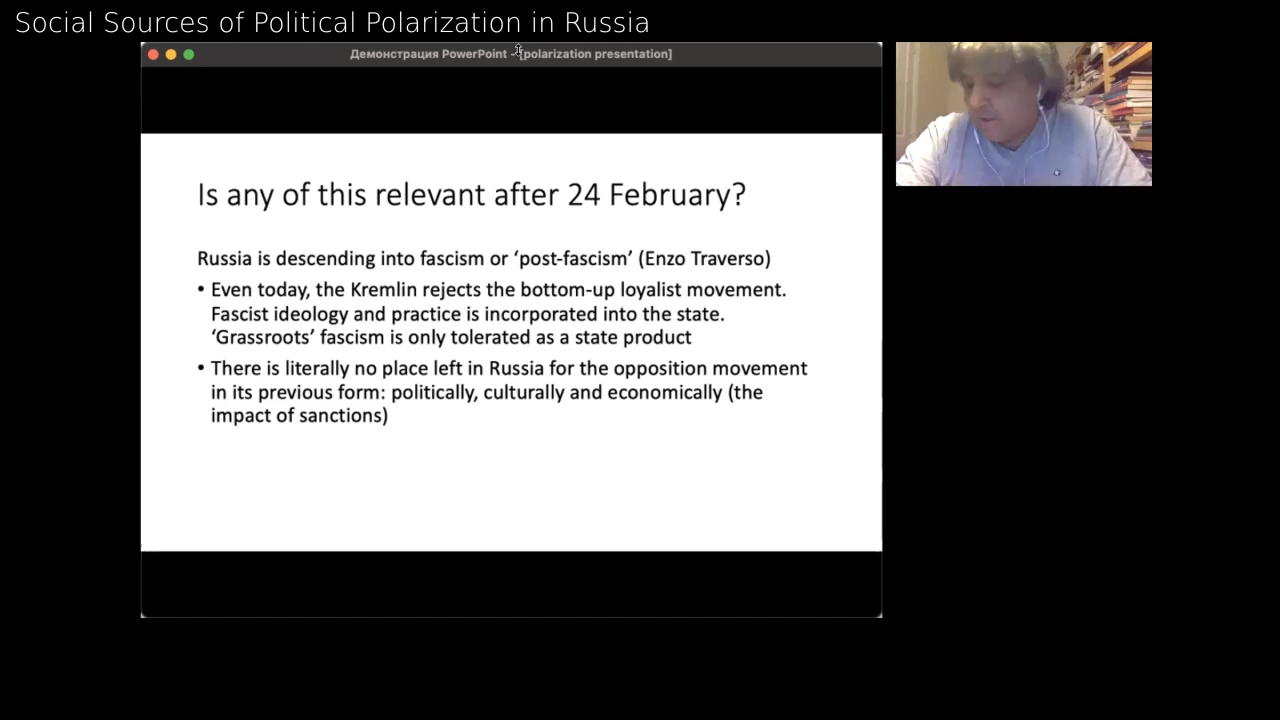 Social Sources of Political Polarization in Russia
Демонстрация PowerPoint - [polarization presentation]
Is any of this relevant after 24 February?
Russia is descending into fascism or ‘post-fascism’ (Enzo Traverso)
• Even today, the Kremlin rejects the bottom-up loyalist movement.
Fascist ideology and practice is incorporated into the state.
‘Grassroots’ fascism is only tolerated as a state product
• There is literally no place left in Russia for the opposition movement
in its previous form: politically, culturally and economically (the
impact of sanctions)